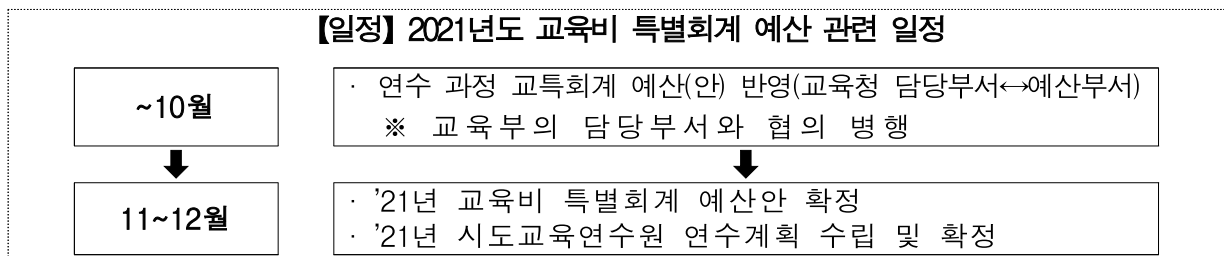 【일정】 2021년도 교육비 특별회계 예산 관련 일정
~10월
· 연수 과정 교특회계 예산(안) 반영(교육청 담당부서↔예산부서)
※ 교육부의 담당부서와 협의 병행
11~12월
· ’21년 교육비 특별회계 예산안 확정
· ’21년 시도교육연수원 연수계획 수립 및 확정